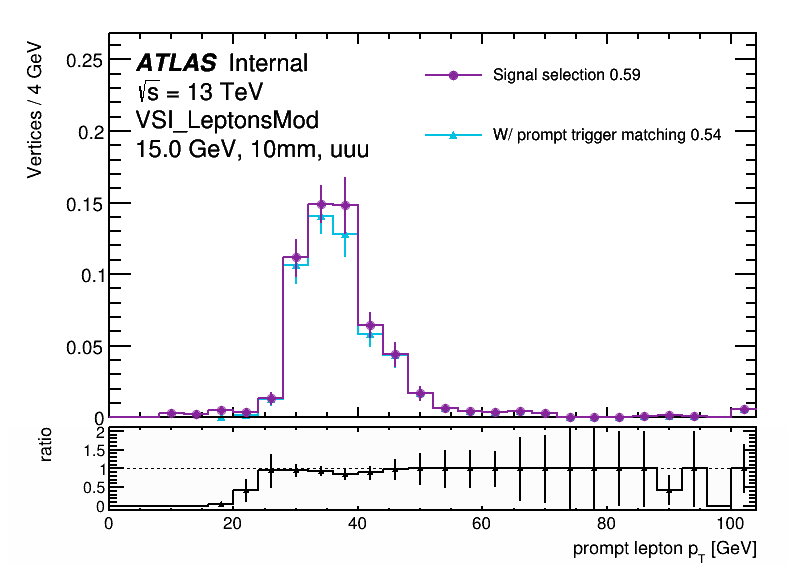 ATLAS Internal
√s = 13 TeV
VSI_LeptonsMod
15.0 GeV, 10mm, uuu
Signal selection 0.59
W/ prompt trigger matching 0.54
Vertices / 4 GeV
0.25
0.2
0.15
0.1
0.05
0
ratio
2
1.5
1
0.5
0
0 20 40 60 80 100
prompt lepton pT [GeV]